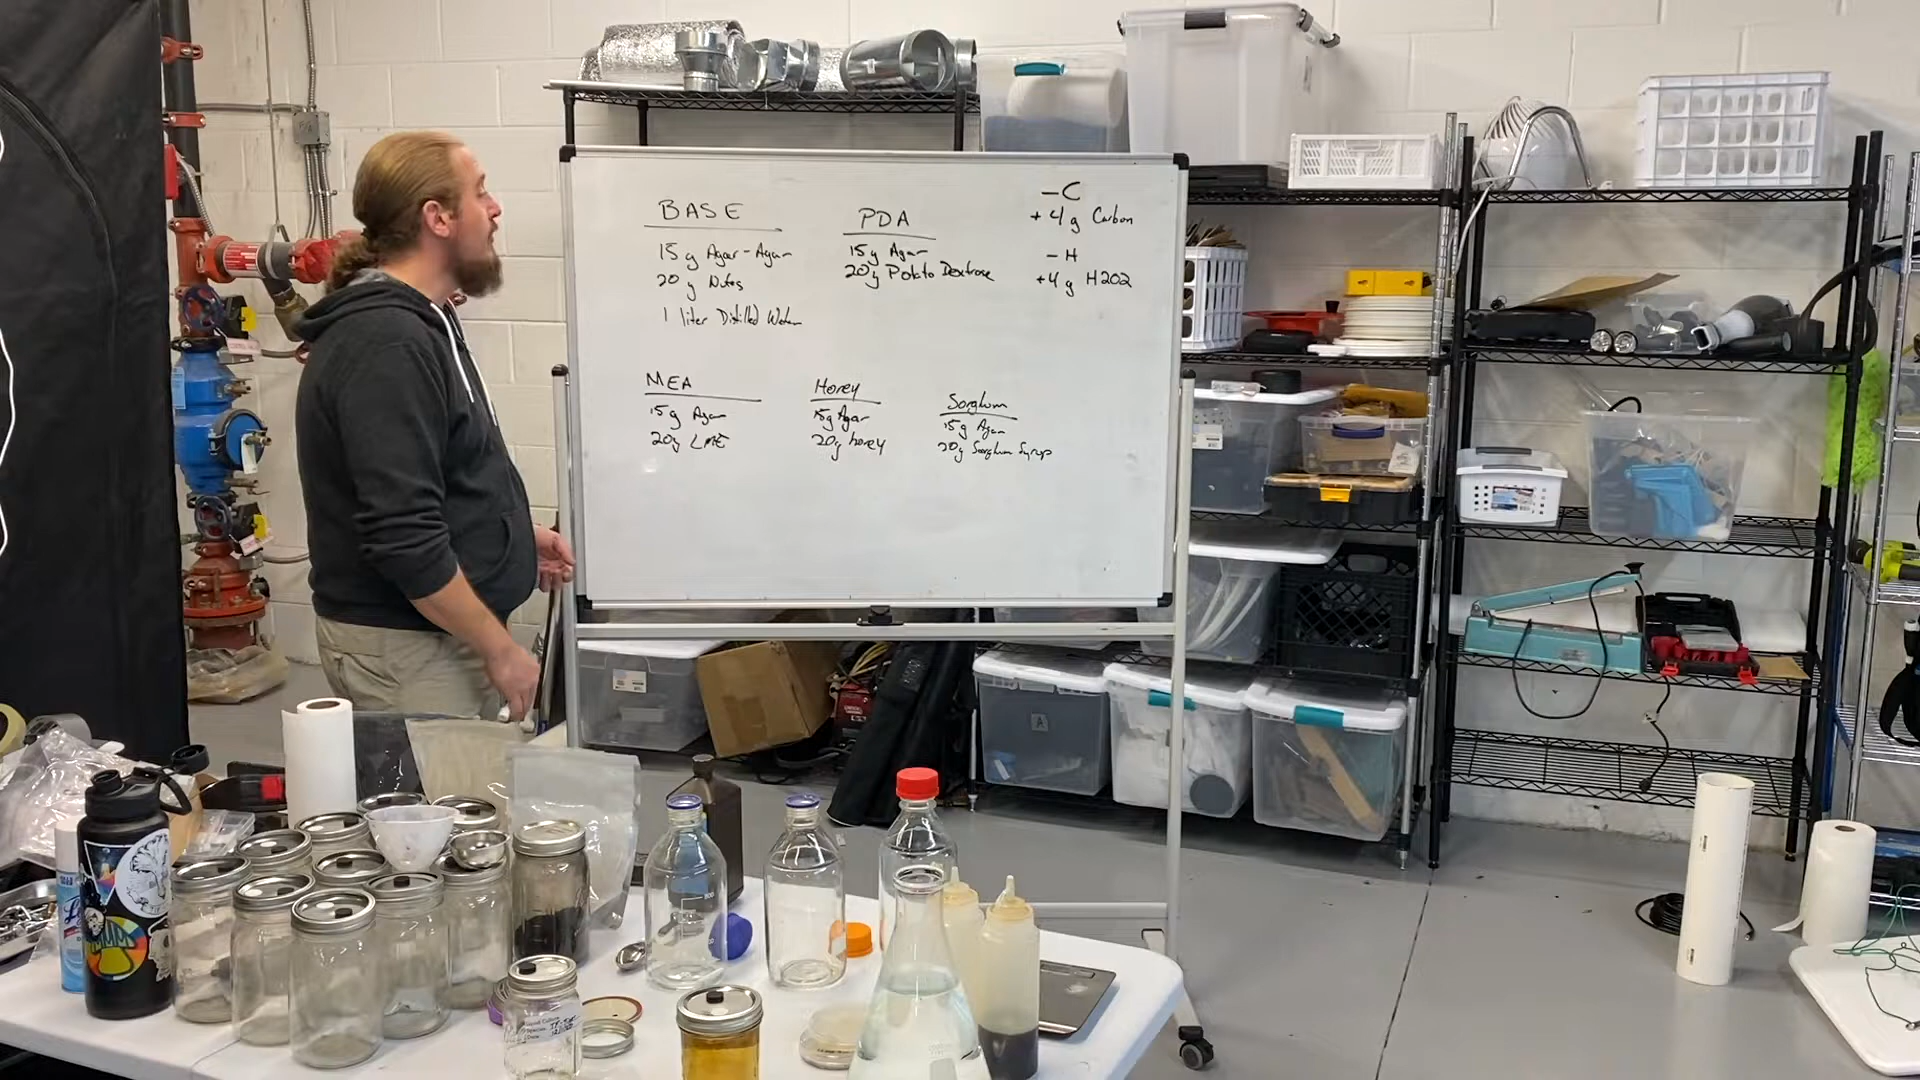 BASE
15g Agar-Agar
20g Nutes
1 liter Distilled Water
PDA
15g Agar
20g Potato Dextrose
-C
+4g Carbon
-H
+4g H2O2
MEA
15g Agar
20g LME
Honey
15g Agar
20g honey
Sorghum
15g Agar
20g Sorghum Syrup
A